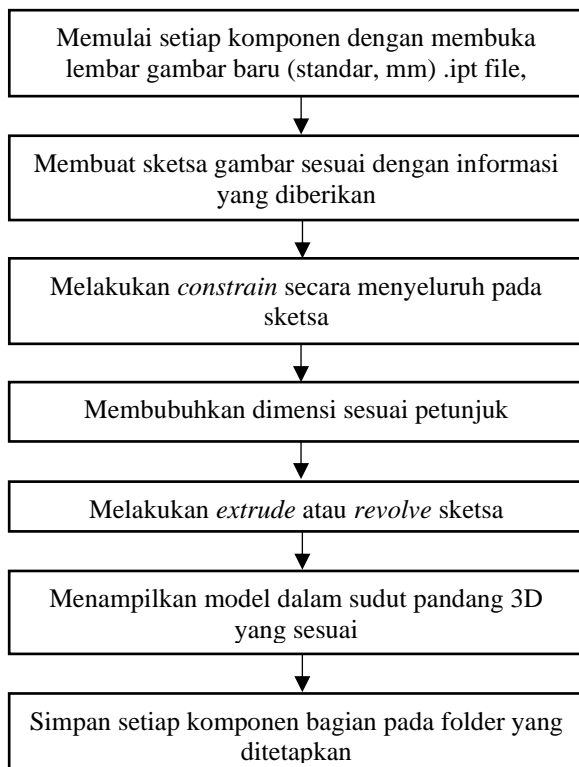 Memulai setiap komponen dengan membuka
lembar gambar baru (standar, mm) .ipt file,
Membuat sketsa gambar sesuai dengan informasi
yang diberikan
Melakukan constrain secara menyeluruh pada
sketsa
Membubuhkan dimensi sesuai petunjuk
Melakukan extrude atau revolve sketsa
Menampilkan model dalam sudut pandang 3D
yang sesuai
Simpan setiap komponen bagian pada folder yang
ditetapkan